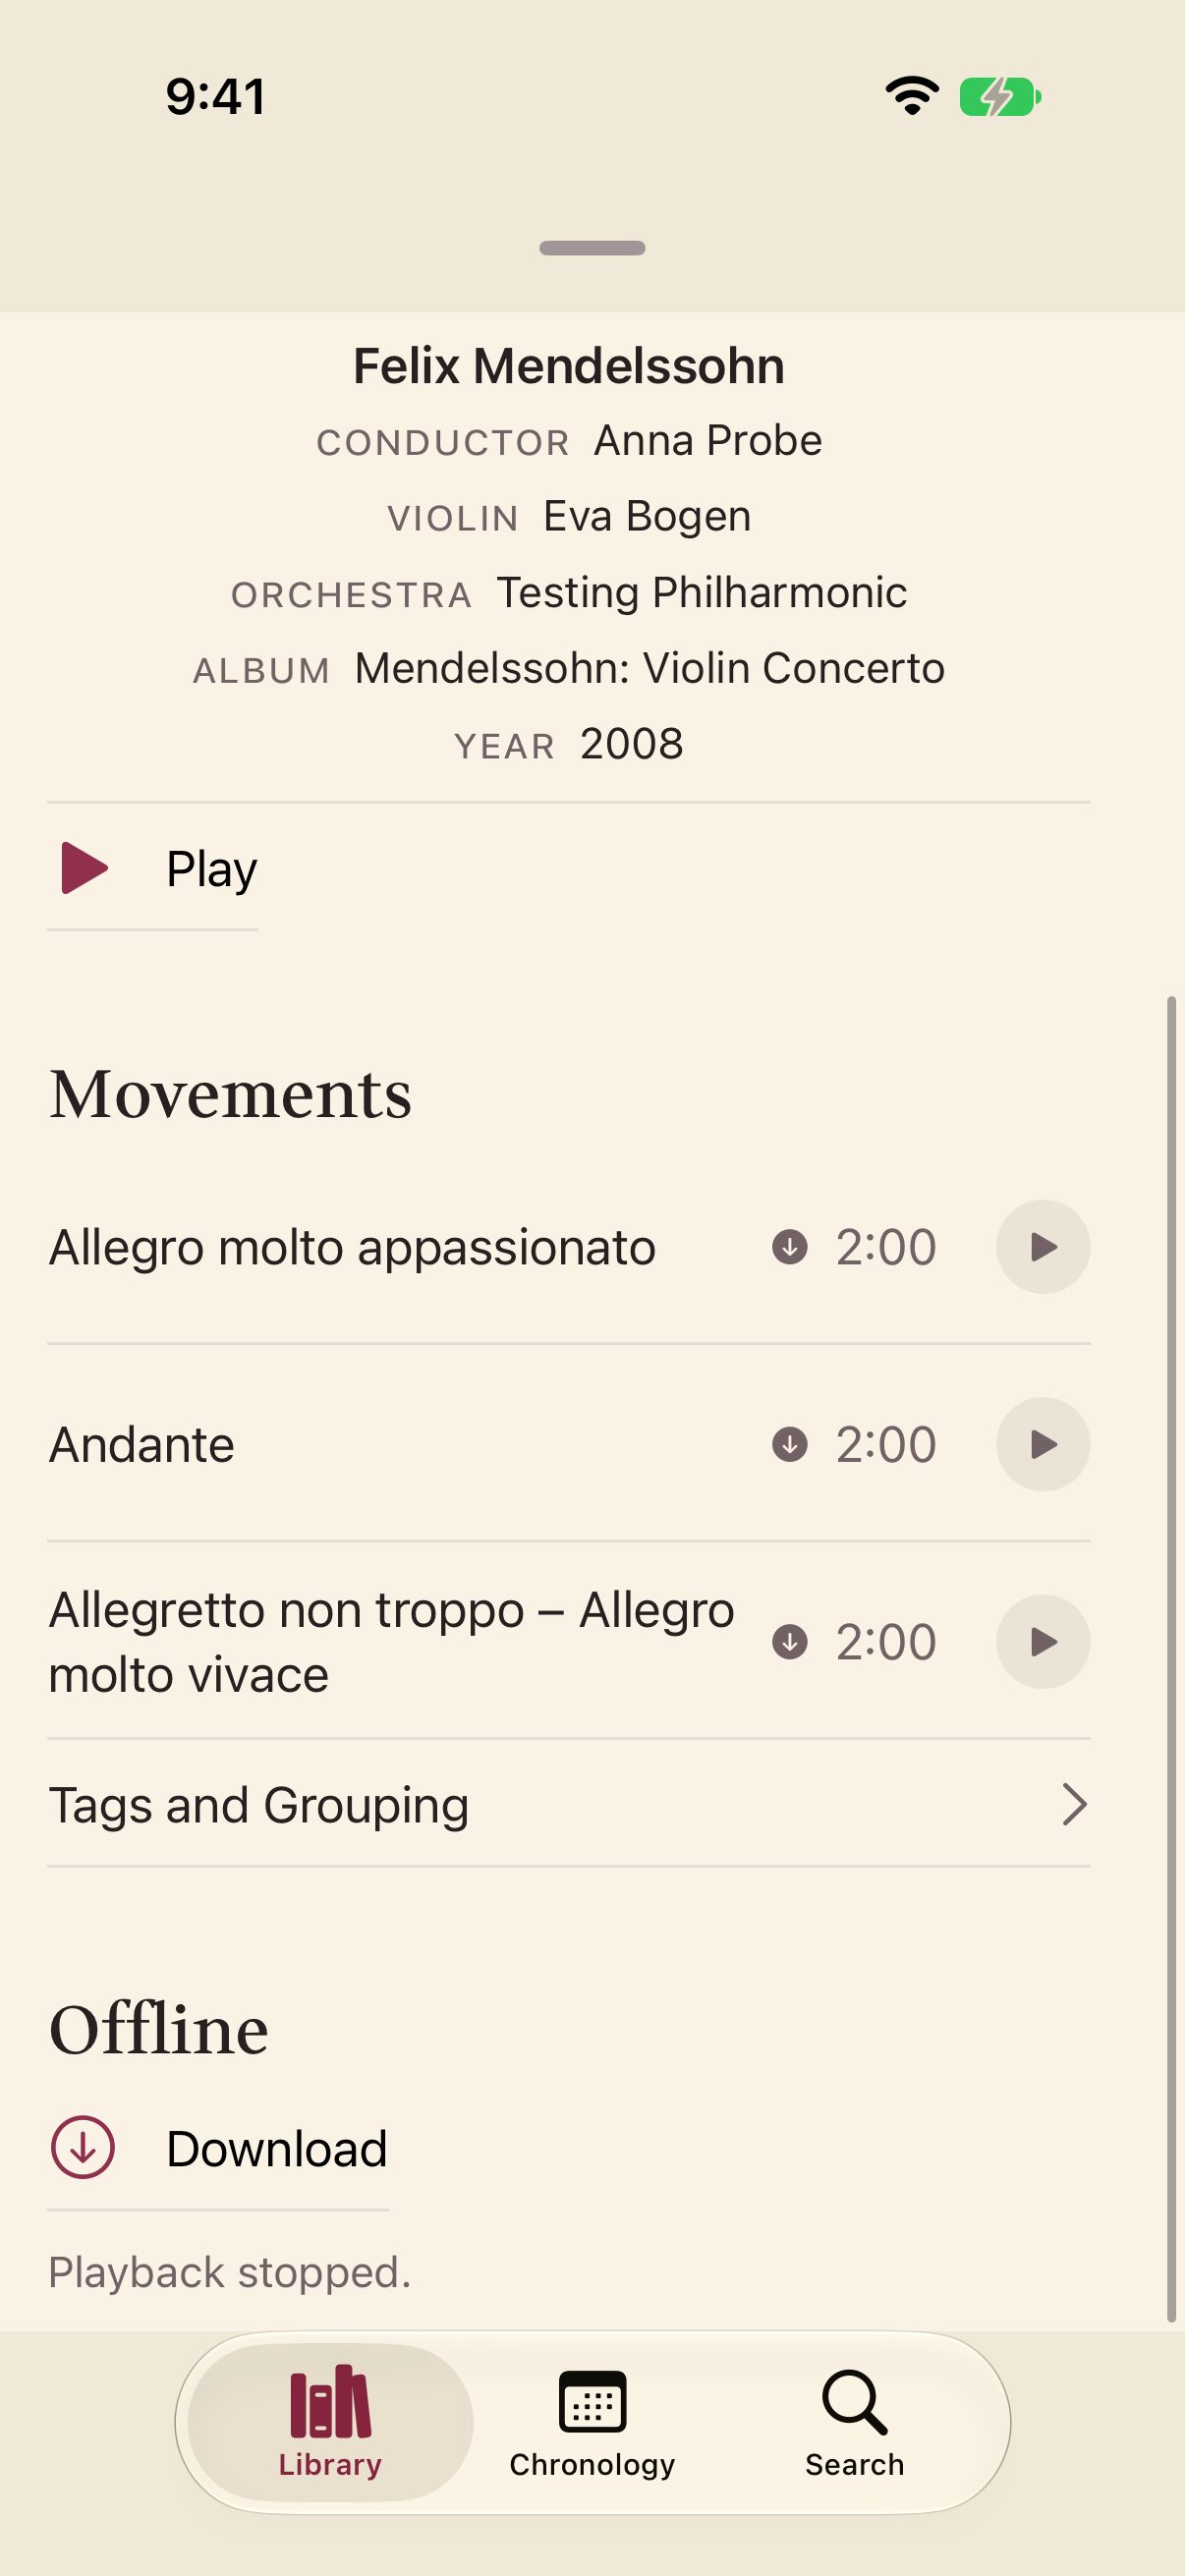 9:41
Felix Mendelssohn
CONDUCTOR Anna Probe
VIOLIN Eva Bogen
ORCHESTRA Testing Philharmonic
ALBUM Mendelssohn: Violin Concerto
YEAR 2008
Play
Movements
Allegro molto appassionato 2:00
Andante 2:00
Allegretto non troppo – Allegro
molto vivace 2:00
Tags and Grouping
Offline
Download
Playback stopped.
Library Chronology Search